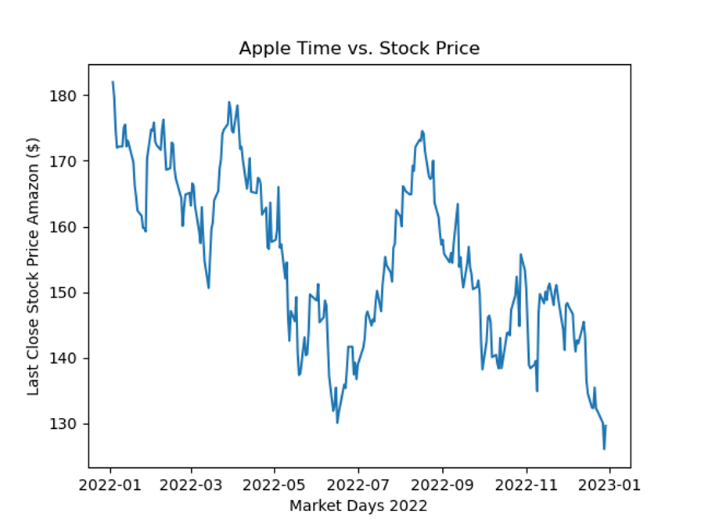 Apple Time vs. Stock Price
Last Close Stock Price Amazon ($)
180
170
160
150
140
130
2022-01 2022-03 2022-05 2022-07 2022-09 2022-11 2023-01
Market Days 2022